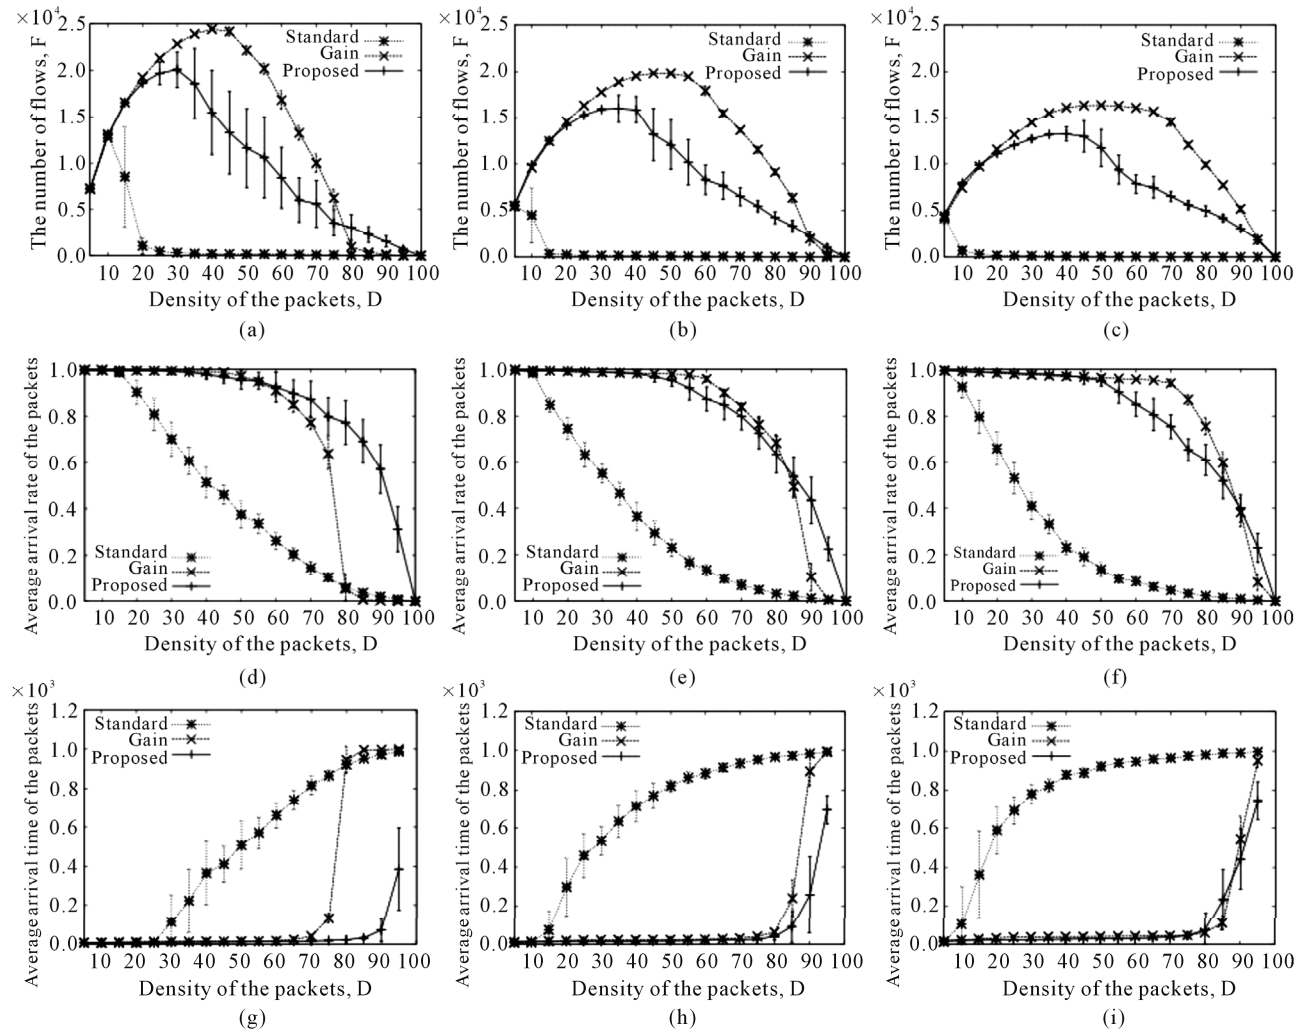 ×10⁴
The number of flows, F
2.5
2.0
1.5
1.0
0.5
0.0
10 20 30 40 50 60 70 80 90 100
Density of the packets, D
Standard
Gain
Proposed
(a)
×10⁴
The number of flows, F
2.5
2.0
1.5
1.0
0.5
0.0
10 20 30 40 50 60 70 80 90 100
Density of the packets, D
Standard
Gain
Proposed
(b)
×10⁴
The number of flows, F
2.5
2.0
1.5
1.0
0.5
0.0
10 20 30 40 50 60 70 80 90 100
Density of the packets, D
Standard
Gain
Proposed
(c)
Average arrival rate of the packets
1.0
0.8
0.6
0.4
0.2
0.0
Standard
Gain
Proposed
10 20 30 40 50 60 70 80 90 100
Density of the packets, D
(d)
Average arrival rate of the packets
1.0
0.8
0.6
0.4
0.2
0.0
Standard
Gain
Proposed
10 20 30 40 50 60 70 80 90 100
Density of the packets, D
(e)
Average arrival rate of the packets
1.0
0.8
0.6
0.4
0.2
0.0
Standard
Gain
Proposed
10 20 30 40 50 60 70 80 90 100
Density of the packets, D
(f)
×10³
Average arrival time of the packets
1.2
1.0
0.8
0.6
0.4
0.2
0.0
Standard
Gain
Proposed
10 20 30 40 50 60 70 80 90 100
Density of the packets, D
(g)
×10³
Average arrival time of the packets
1.2
1.0
0.8
0.6
0.4
0.2
0.0
Standard
Gain
Proposed
10 20 30 40 50 60 70 80 90 100
Density of the packets, D
(h)
×10³
Average arrival time of the packets
1.2
1.0
0.8
0.6
0.4
0.2
0.0
Standard
Gain
Proposed
10 20 30 40 50 60 70 80 90 100
Density of the packets, D
(i)